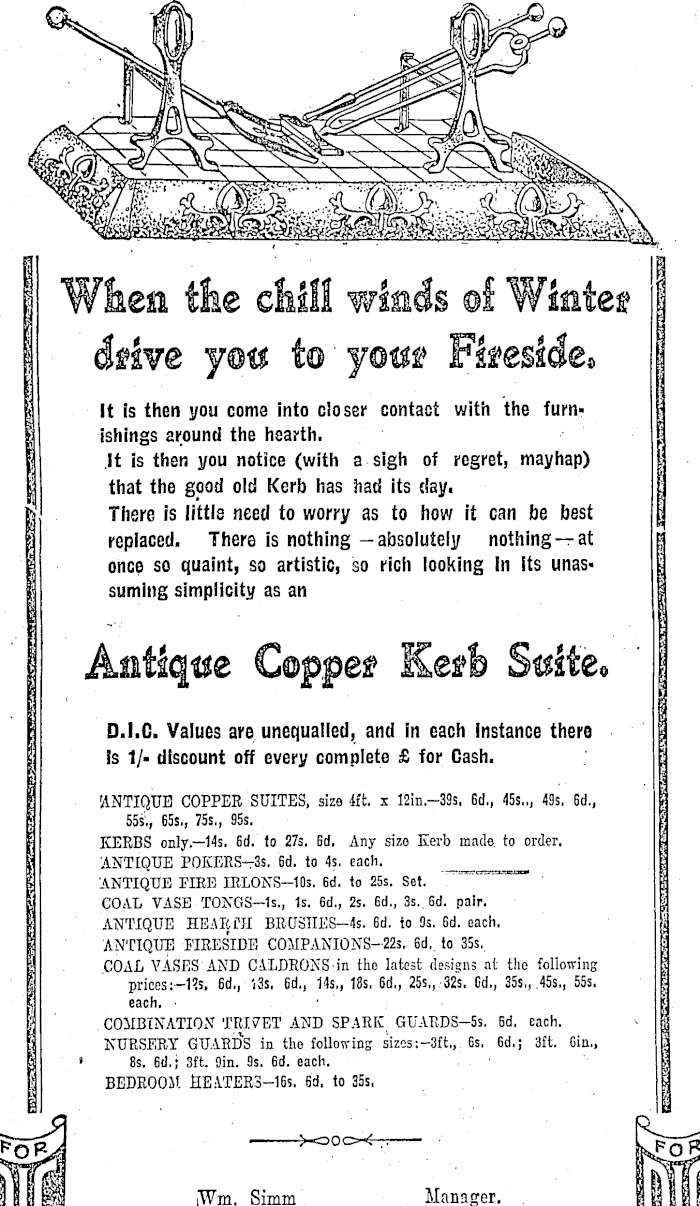 When the chill winds of Winter
drive you to your Fireside.
It is then you come into closer contact with the furn-
ishings around the hearth.
It is then you notice (with a sigh of regret, mayhap)
that the good old Kerb has had its day.
There is little need to worry as to how it can be best
replaced. There is nothing — absolutely nothing — at
once so quaint, so artistic, so rich looking in its unas-
suming simplicity as an
Antique Copper Kerb Suite.
D.I.C. Values are unequalled, and in each instance there
is 1/- discount off every complete £ for Cash.
ANTIQUE COPPER SUITES, size 4ft. x 12in.—39s. 6d., 45s., 49s. 6d.,
55s., 65s., 75s., 95s.
KERBS only.—14s. 6d. to 27s. 6d. Any size Kerb made to order.
ANTIQUE POKERS—3s. 6d. to 4s. each.
ANTIQUE FIRE IRLONS—10s. 6d. to 25s. Set.
COAL VASE TONGS—1s., 1s. 6d., 2s. 6d., 3s. 6d. pair.
ANTIQUE HEARTH BRUSHES—4s. 6d. to 9s. 6d. each.
ANTIQUE FIRESIDE COMPANIONS—22s. 6d. to 35s.
COAL VASES AND CALDRONS in the latest designs at the following
prices:—12s. 6d., 13s. 6d., 14s., 18s. 6d., 25s., 32s. 6d., 35s., 45s., 55s.
each.
COMBINATION TRIVET AND SPARK GUARDS—5s. 6d. each.
NURSERY GUARDS in the following sizes:—3ft., 6s. 6d.; 3ft. 6in.,
8s. 6d.; 3ft. 9in. 9s. 6d. each.
BEDROOM HEATERS—16s. 6d. to 35s.
FOR FOR
Wm. Simm Manager.